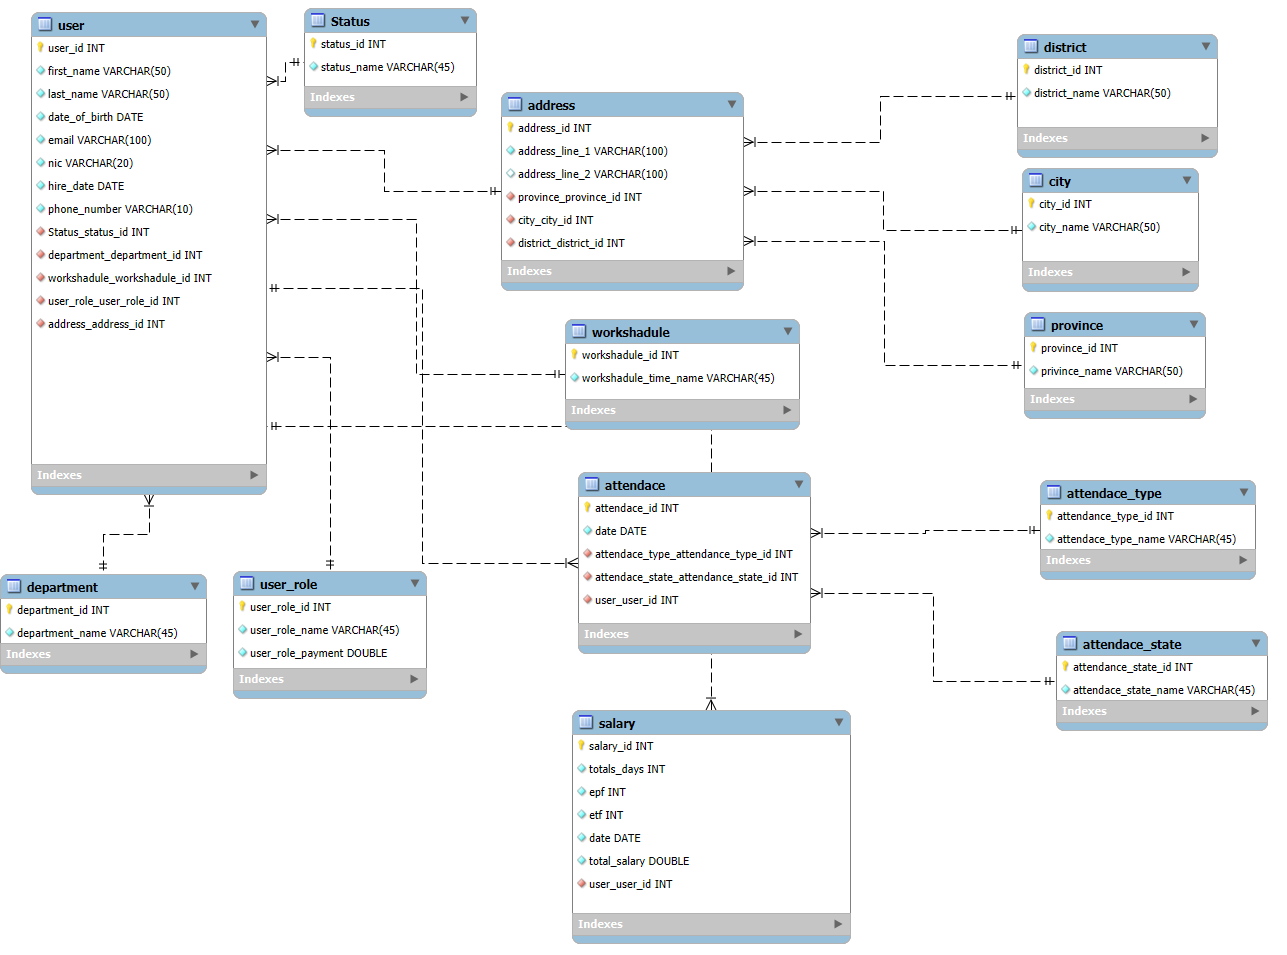 user
user_id INT
first_name VARCHAR(50)
last_name VARCHAR(50)
date_of_birth DATE
email VARCHAR(100)
nic VARCHAR(20)
hire_date DATE
phone_number VARCHAR(10)
Status_status_id INT
department_department_id INT
workshadule_workshadule_id INT
user_role_user_role_id INT
address_address_id INT
Indexes
Status
status_id INT
status_name VARCHAR(45)
Indexes
address
address_id INT
address_line_1 VARCHAR(100)
address_line_2 VARCHAR(100)
province_province_id INT
city_city_id INT
district_district_id INT
Indexes
district
district_id INT
district_name VARCHAR(50)
Indexes
city
city_id INT
city_name VARCHAR(50)
Indexes
province
province_id INT
privince_name VARCHAR(50)
Indexes
workshadule
workshadule_id INT
workshadule_time_name VARCHAR(45)
Indexes
attendace
attendace_id INT
date DATE
attendace_type_attendance_type_id INT
attendace_state_attendance_state_id INT
user_user_id INT
Indexes
attendace_type
attendance_type_id INT
attendace_type_name VARCHAR(45)
Indexes
department
department_id INT
department_name VARCHAR(45)
Indexes
user_role
user_role_id INT
user_role_name VARCHAR(45)
user_role_payment DOUBLE
Indexes
attendace_state
attendance_state_id INT
attendace_state_name VARCHAR(45)
Indexes
salary
salary_id INT
totals_days INT
epf INT
etf INT
date DATE
total_salary DOUBLE
user_user_id INT
Indexes